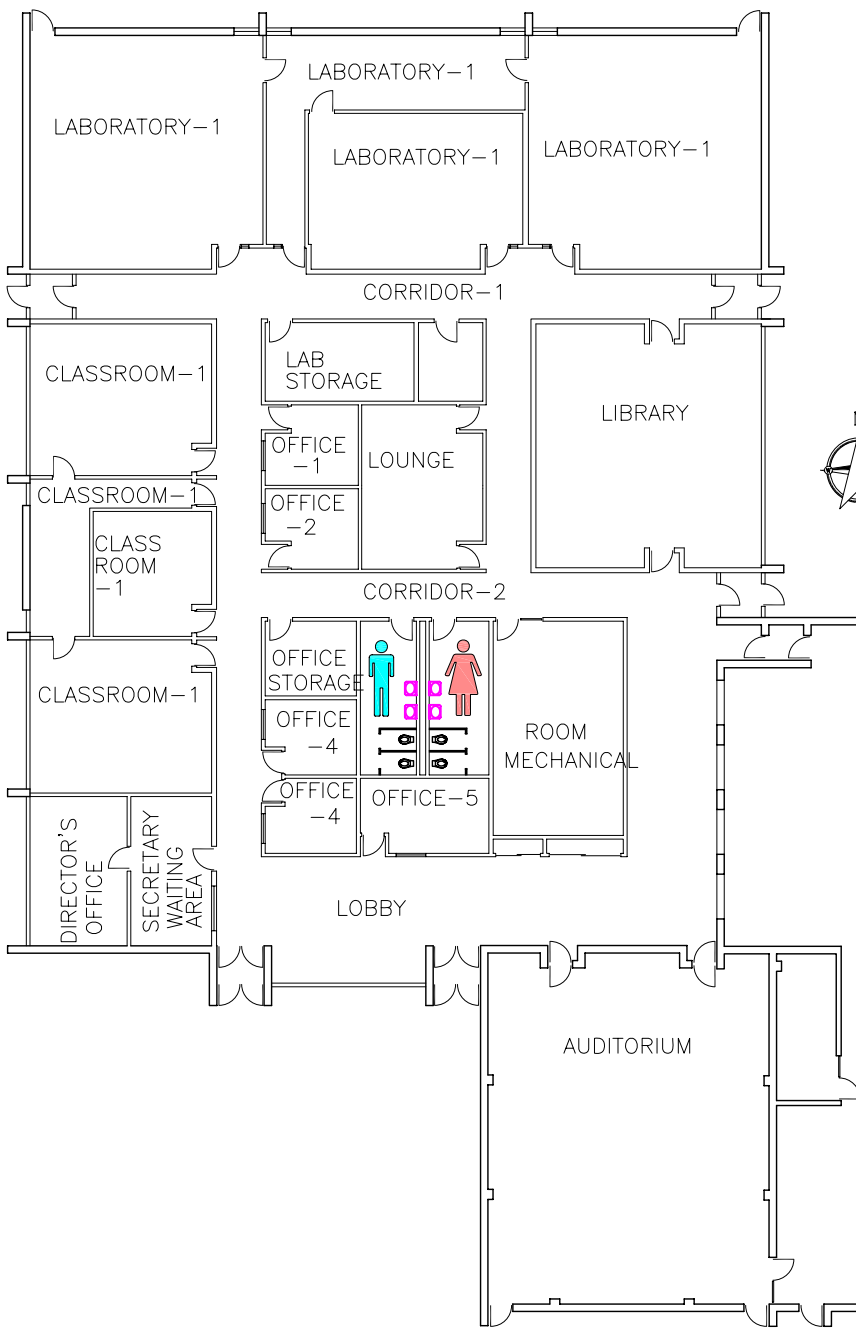 LABORATORY-1
LABORATORY-1
LABORATORY-1
LABORATORY-1
CORRIDOR-1
CLASSROOM-1
LAB
STORAGE
LIBRARY
OFFICE
-1
LOUNGE
CLASSROOM-1
OFFICE
-2
CLASS
ROOM
-1
CORRIDOR-2
OFFICE
STORAGE
CLASSROOM-1
OFFICE
-4
ROOM
MECHANICAL
OFFICE
-4
OFFICE-5
DIRECTOR'S
OFFICE
SECRETARY
WAITING
AREA
LOBBY
AUDITORIUM